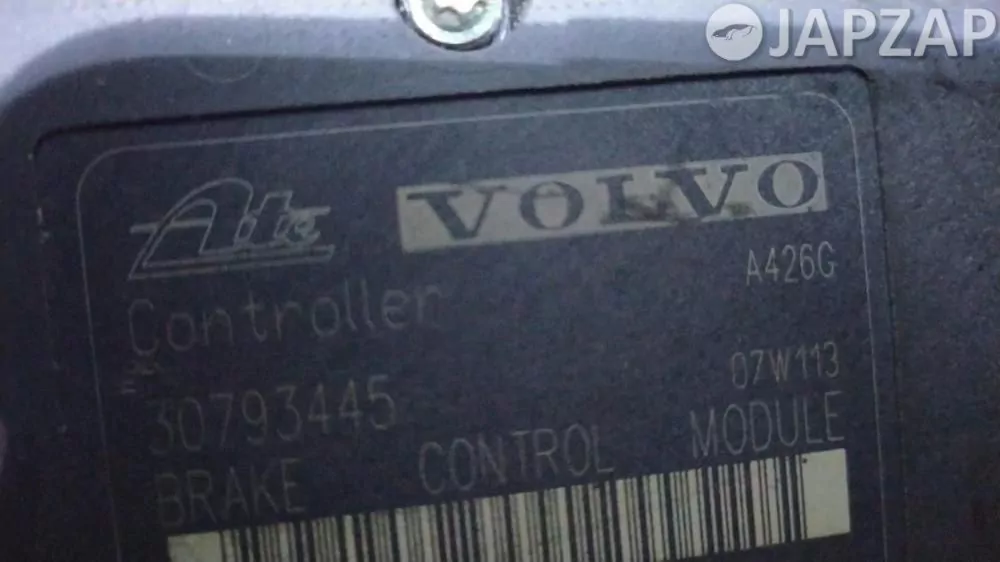 JAPZAP
Ate VOLVO
A426G
Controller
07W113
30793445
BRAKE CONTROL MODULE